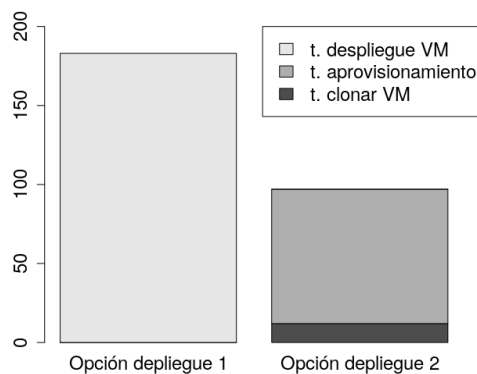 200
150
100
50
0
t. despliegue VM
t. aprovisionamiento
t. clonar VM
Opción depliegue 1
Opción depliegue 2